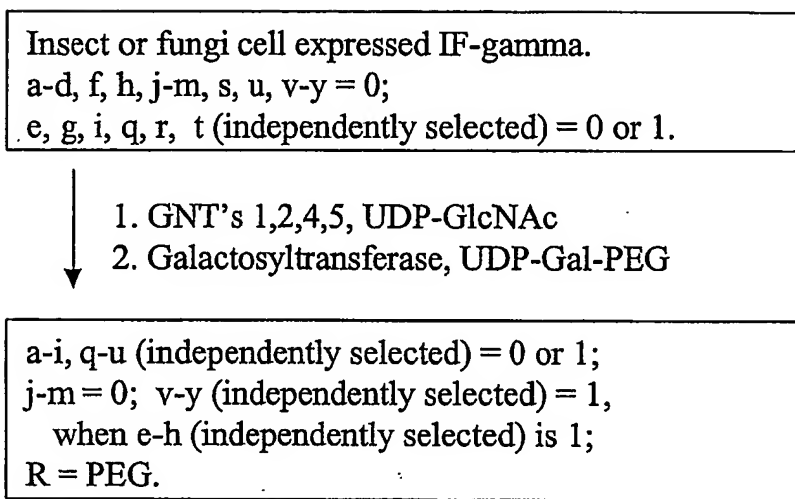 Insect or fungi cell expressed IF-gamma.
a-d, f, h, j-m, s, u, v-y = 0;
e, g, i, q, r, t (independently selected) = 0 or 1.
1. GNT's 1,2,4,5, UDP-GlcNAc
2. Galactosyltransferase, UDP-Gal-PEG
a-i, q-u (independently selected) = 0 or 1;
j-m = 0; v-y (independently selected) = 1,
when e-h (independently selected) is 1;
R = PEG.